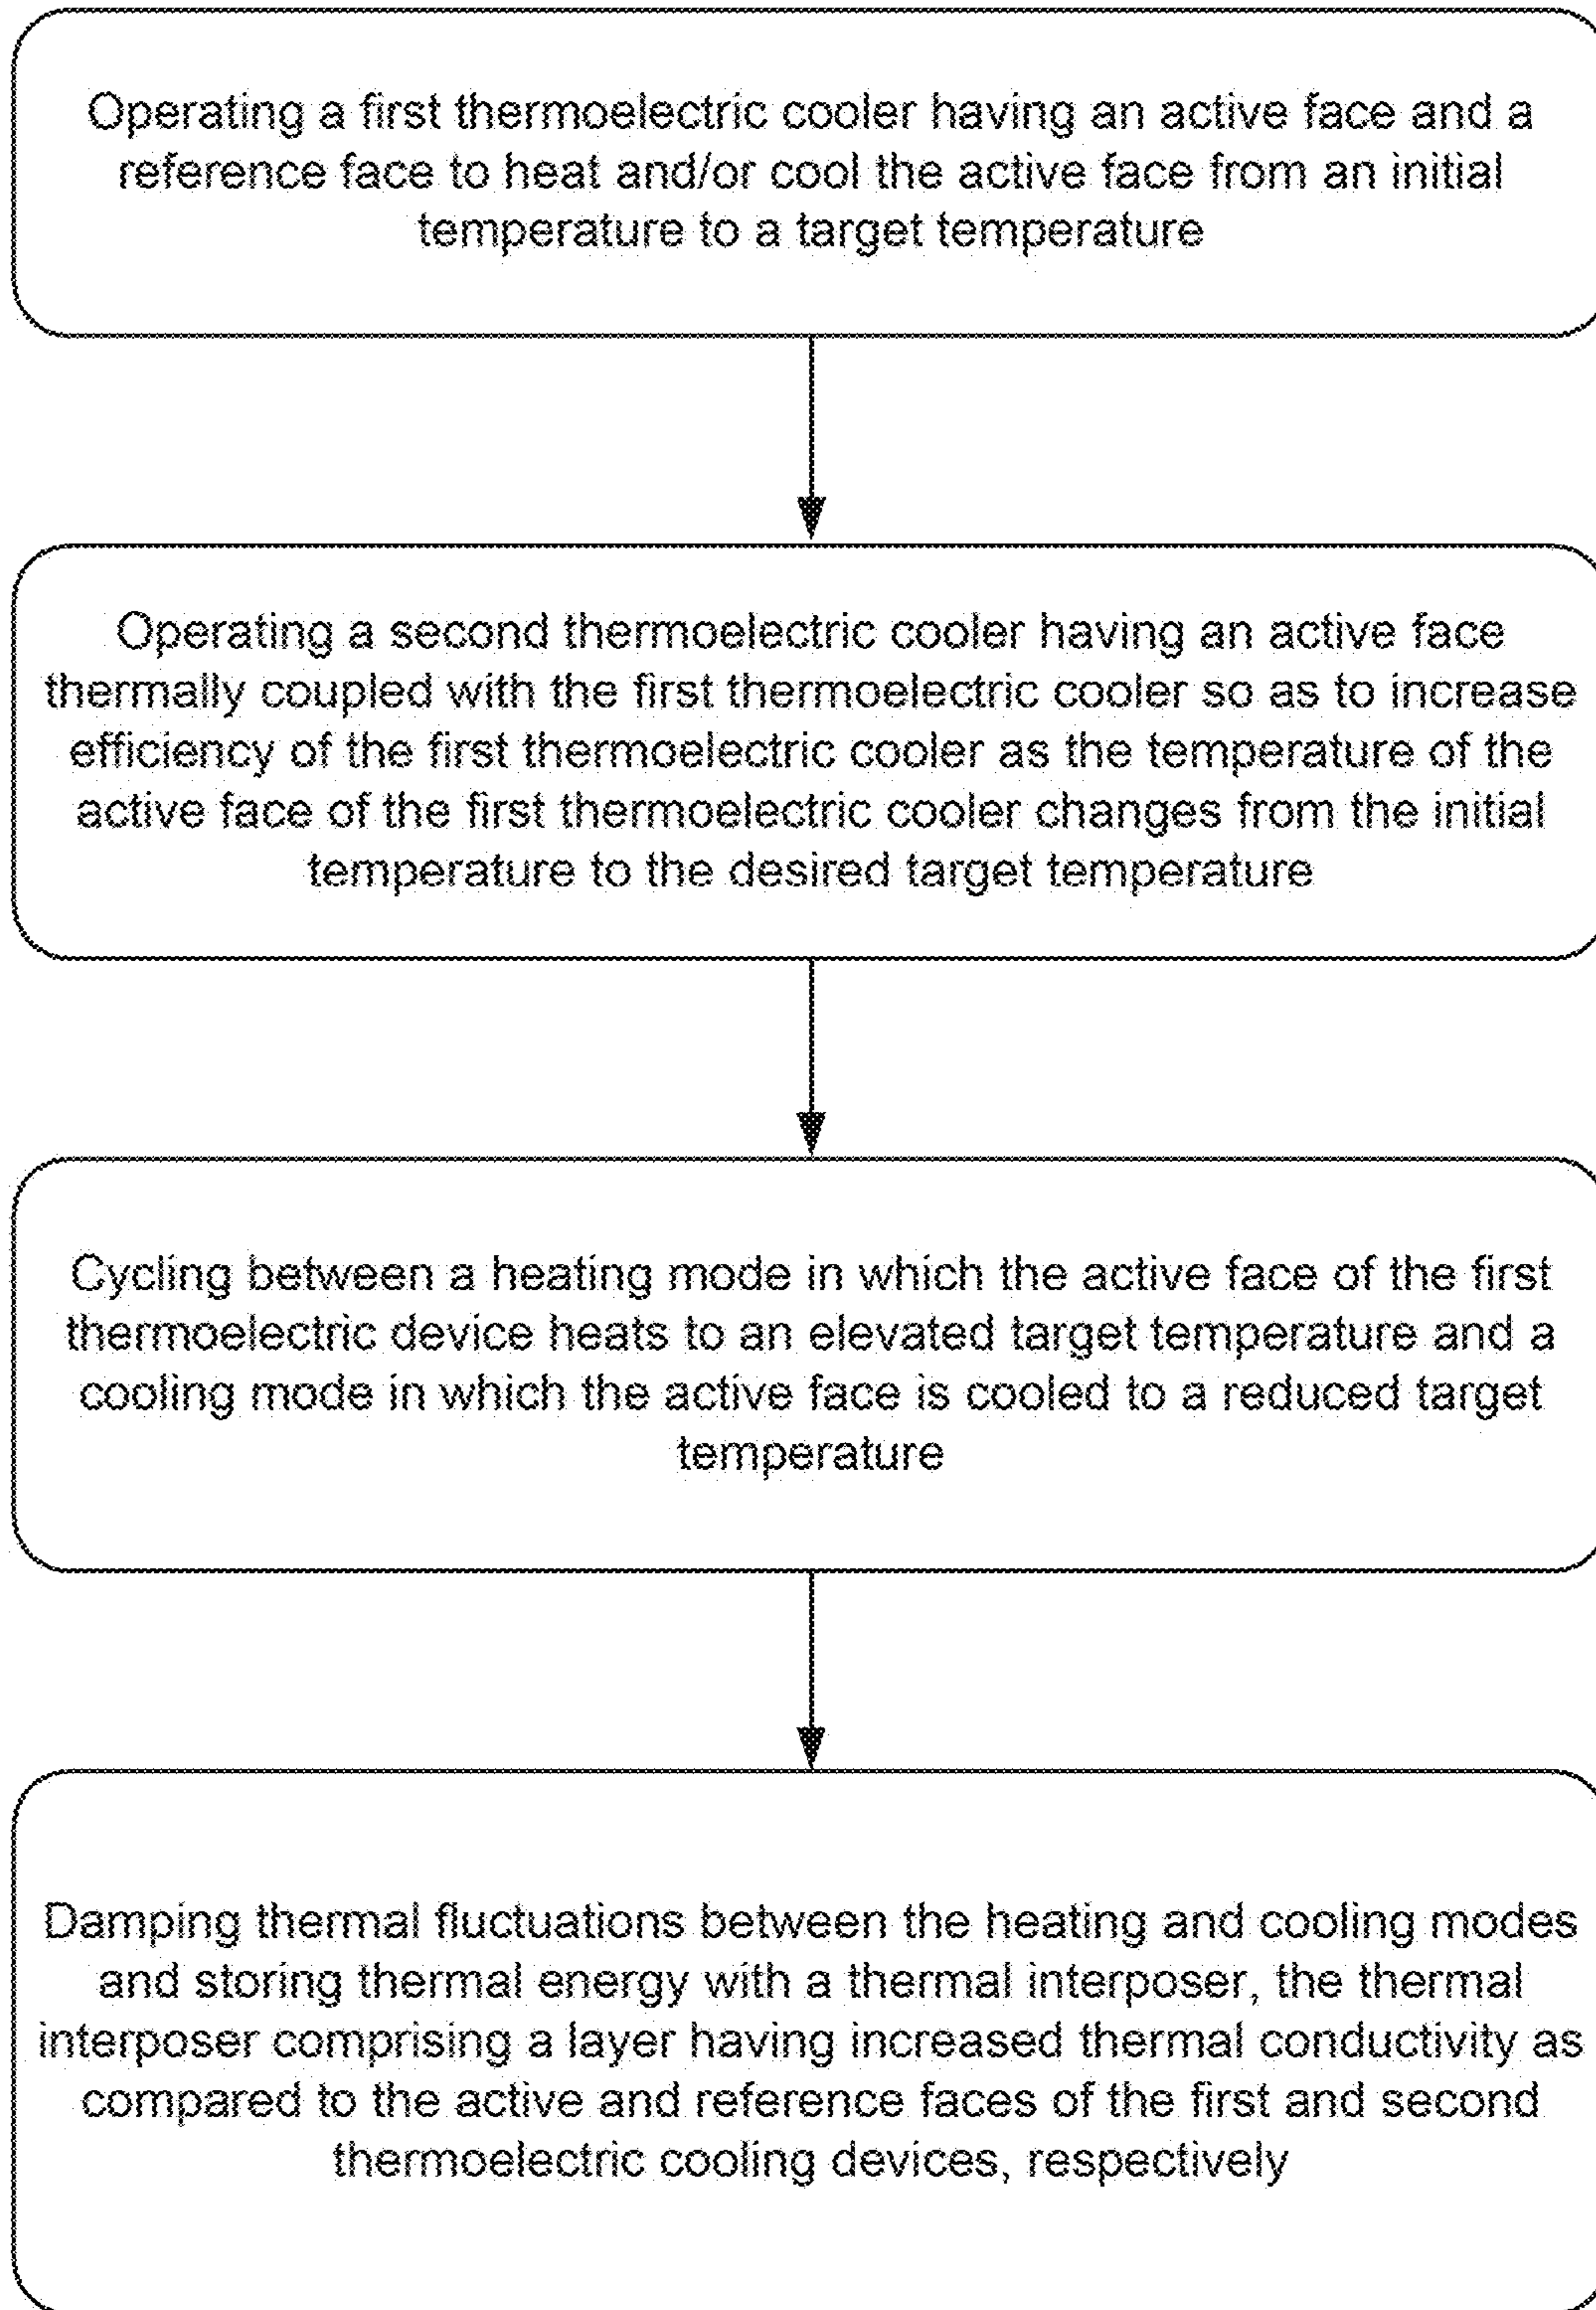 Operating a first thermoelectric cooler having an active face and a
reference face to heat and/or cool the active face from an initial
temperature to a target temperature
Operating a second thermoelectric cooler having an active face
thermally coupled with the first thermoelectric cooler so as to increase
efficiency of the first thermoelectric cooler as the temperature of the
active face of the first thermoelectric cooler changes from the initial
temperature to the desired target temperature
Cycling between a heating mode in which the active face of the first
thermoelectric device heats to an elevated target temperature and a
cooling mode in which the active face is cooled to a reduced target
temperature
Damping thermal fluctuations between the heating and cooling modes
and storing thermal energy with a thermal interposer, the thermal
interposer comprising a layer having increased thermal conductivity as
compared to the active and reference faces of the first and second
thermoelectric cooling devices, respectively